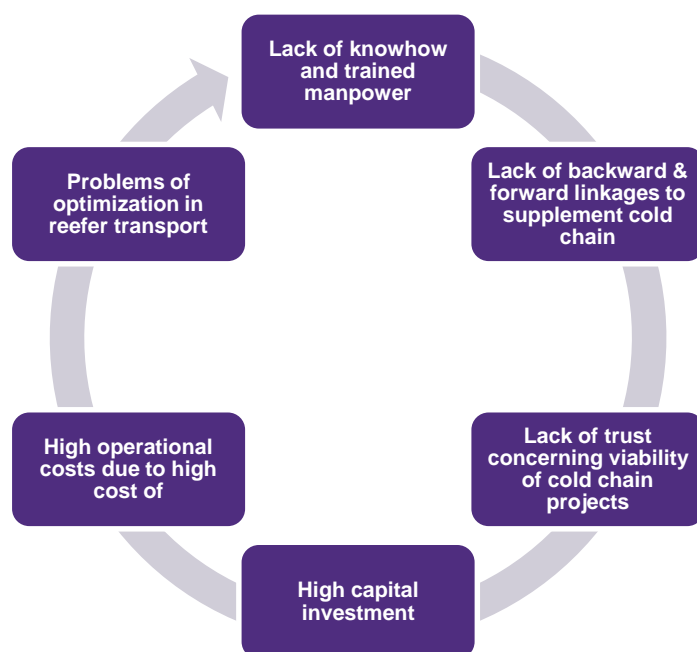 Lack of knowhow
and trained
manpower
Lack of backward &
forward linkages to
supplement cold
chain
Lack of trust
concerning viability
of cold chain
projects
High capital
investment
High operational
costs due to high
cost of
Problems of
optimization in
reefer transport